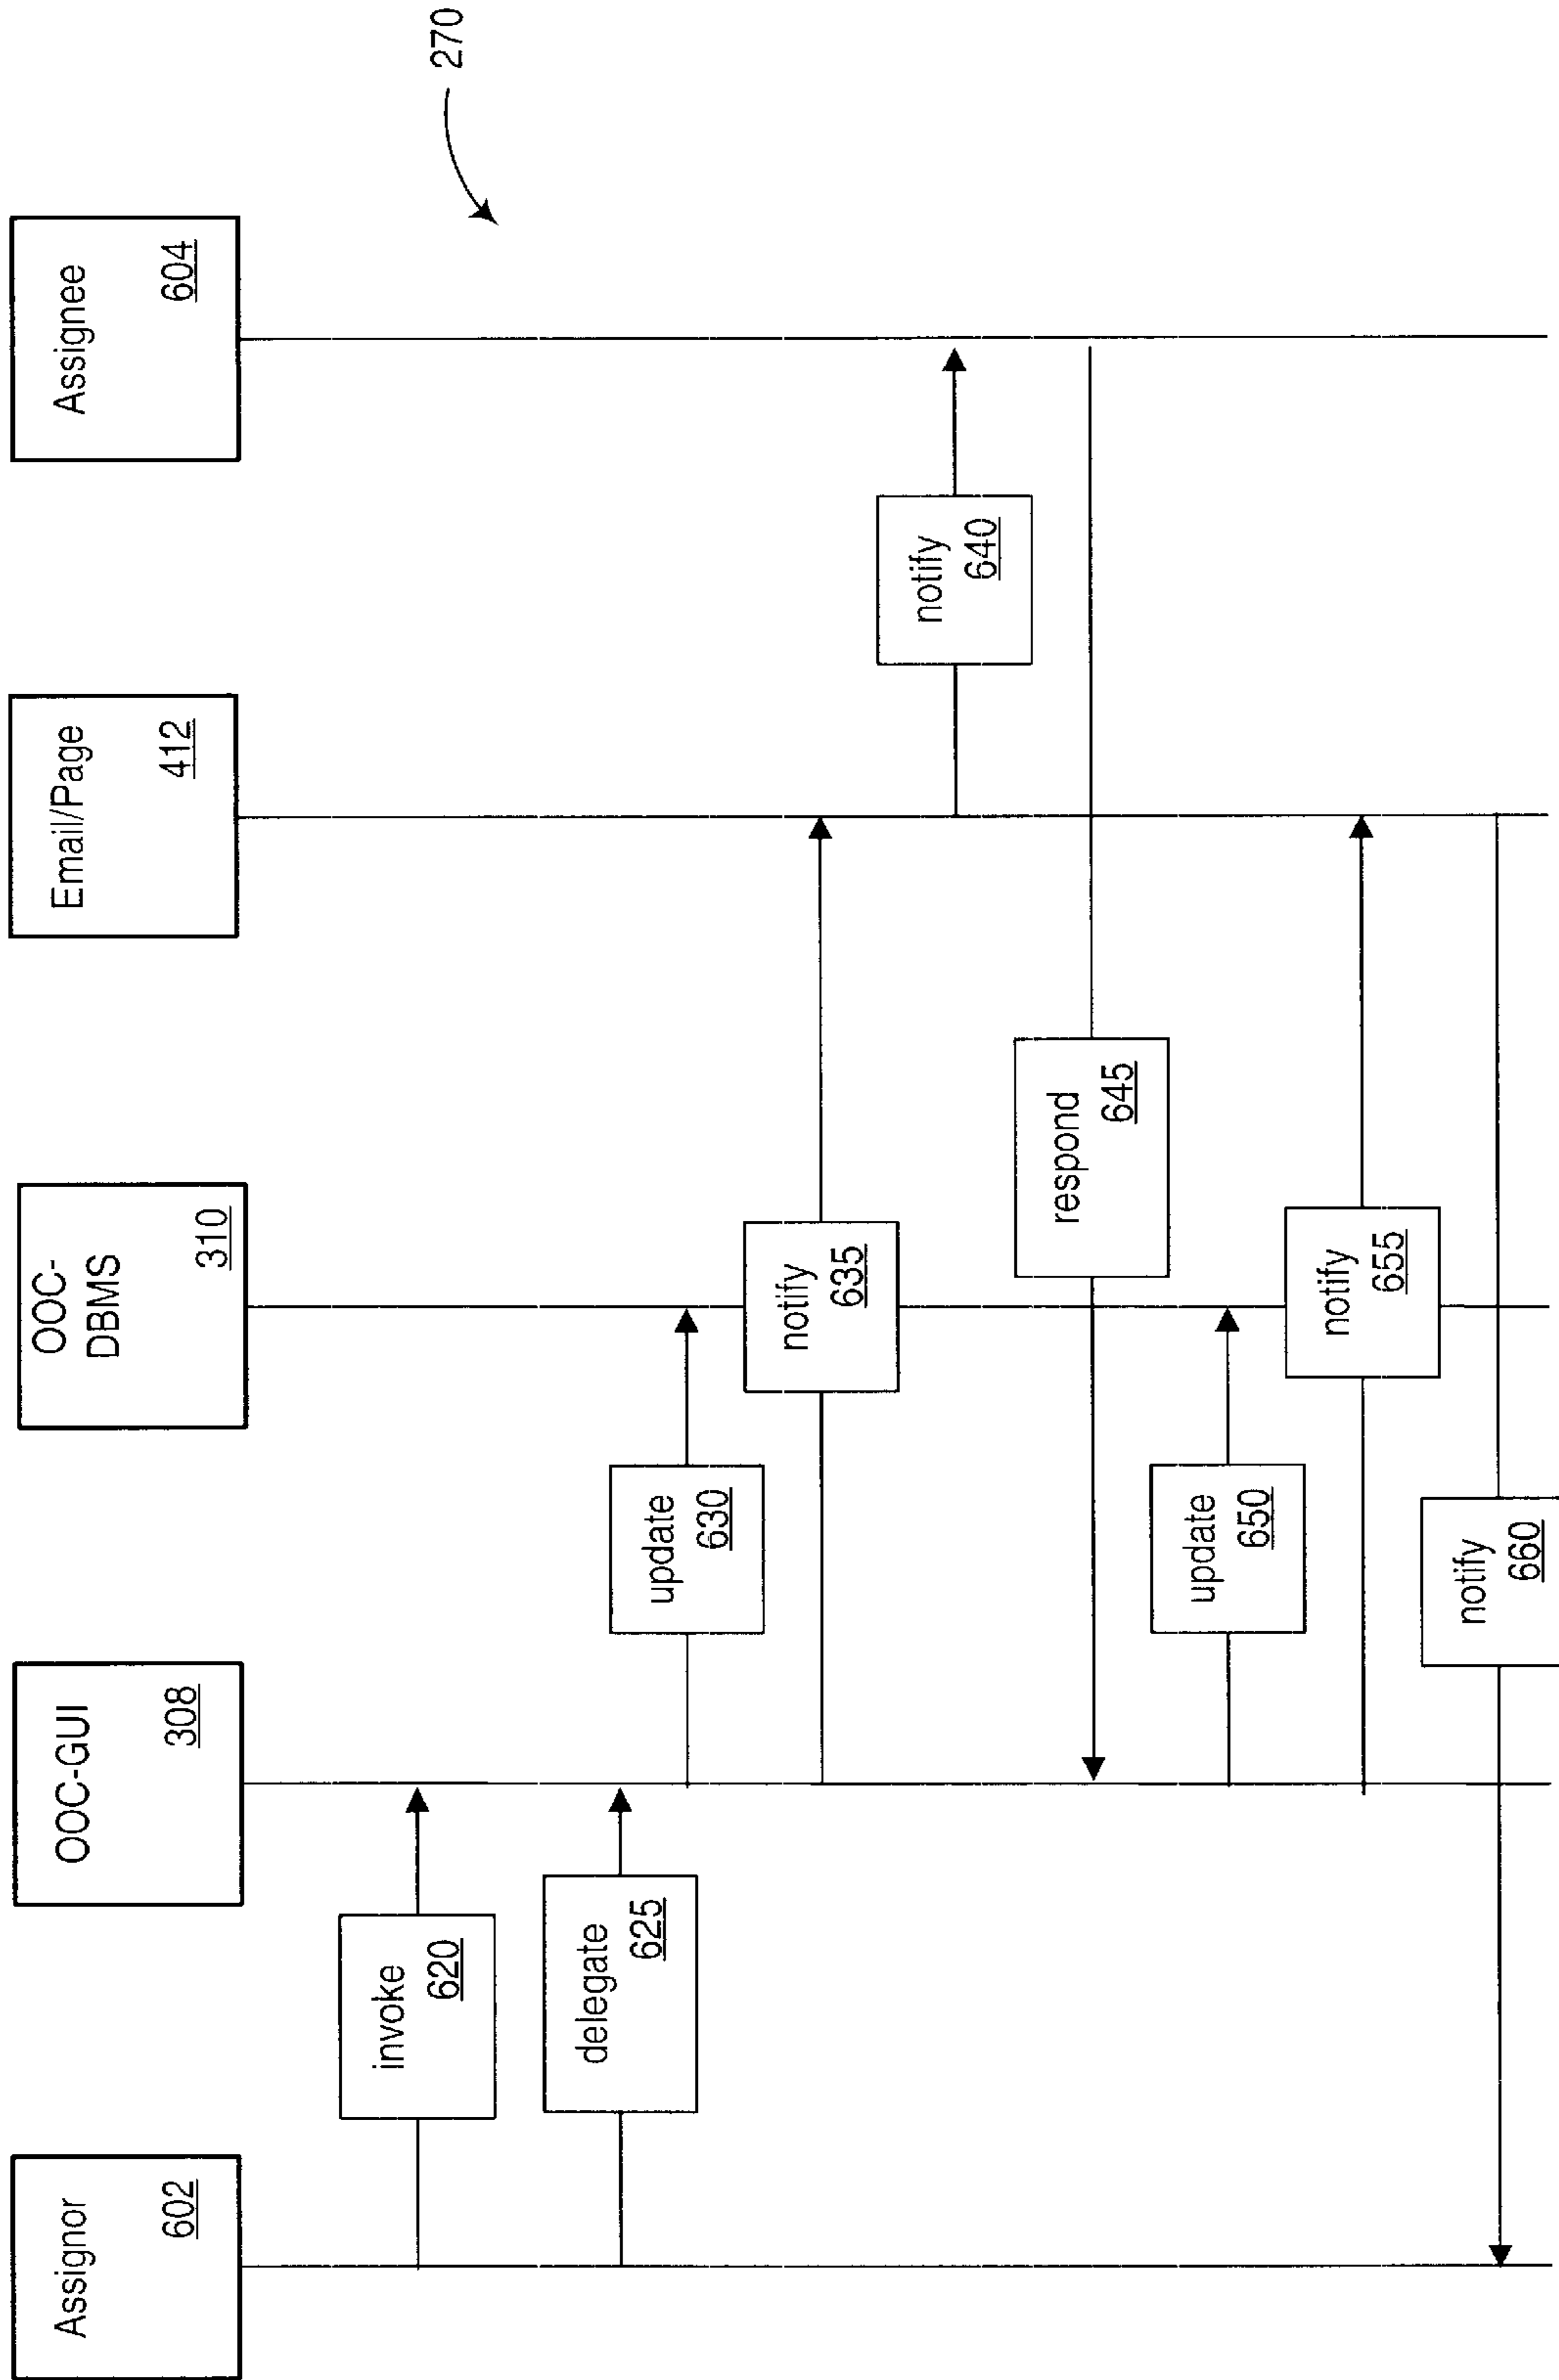 Assignor
602
OOC-GUI
308
OOC-
DBMS
310
Email/Page
412
Assignee
604
270
invoke
620
delegate
625
update
630
notify
635
notify
640
respond
645
update
650
notify
655
notify
660